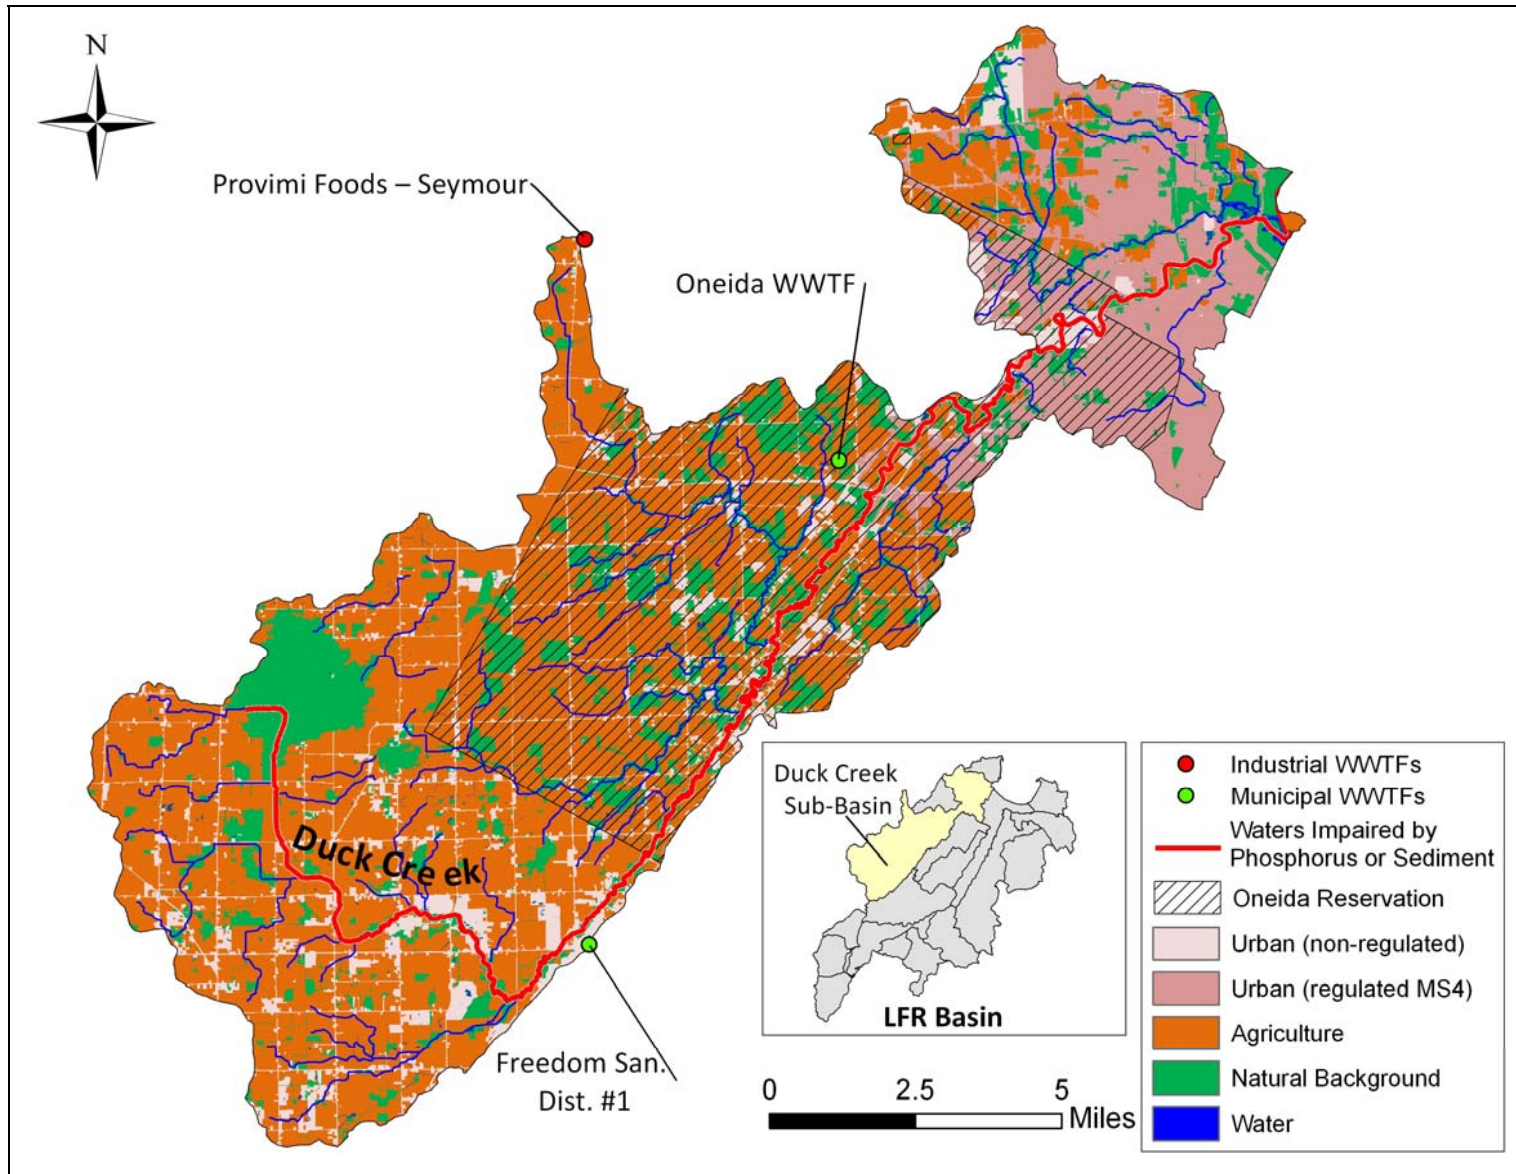 N
Provimi Foods – Seymour
Oneida WWTF
Duck Cre ek
Freedom San.
Dist. #1
Duck Creek
Sub-Basin
LFR Basin
0 2.5 5
Miles
Industrial WWTFs
Municipal WWTFs
Waters Impaired by
Phosphorus or Sediment
Oneida Reservation
Urban (non-regulated)
Urban (regulated MS4)
Agriculture
Natural Background
Water